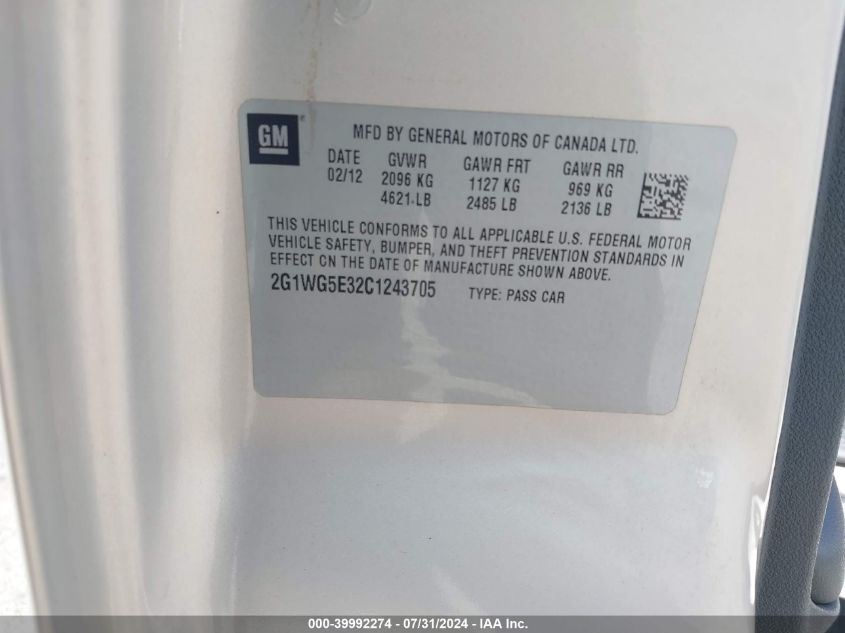 GM
MFD BY GENERAL MOTORS OF CANADA LTD.
DATE GVWR GAWR FRT GAWR RR
02/12 2096 KG 1127 KG 969 KG
4621 LB 2485 LB 2136 LB
THIS VEHICLE CONFORMS TO ALL APPLICABLE U.S. FEDERAL MOTOR
VEHICLE SAFETY, BUMPER, AND THEFT PREVENTION STANDARDS IN
EFFECT ON THE DATE OF MANUFACTURE SHOWN ABOVE.
2G1WG5E32C1243705 TYPE: PASS CAR
000-39992274 - 07/31/2024 - IAA Inc.